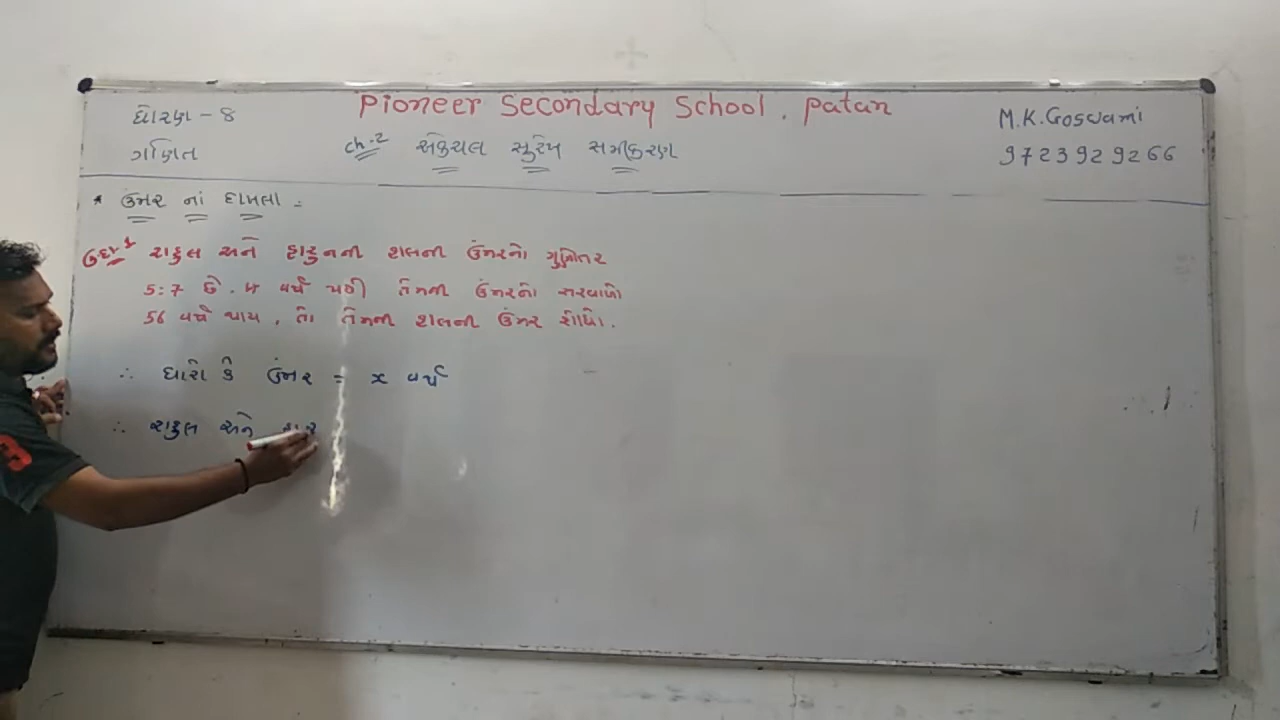 Pioneer Secondary School. Patan
ધોરણ - ૪
M.K.Goswami
ગણિત
ch.2 એકચલ સુરેખ સમીકરણ
9723929266
* ઉંમર નાં દાખલા :
ઉદા 1 રાહુલ અને હારુનની હાલની ઉંમરનો ગુણોત્તર
5:7 છે. 4 વર્ષ પછી તેમની ઉંમરનો સરવાળો
56 વર્ષ થાય, તો તેમની હાલની ઉંમર શોધો.
∴ ધારો કે ઉંમર = x વર્ષ
∴ રાહુલ અને હાર